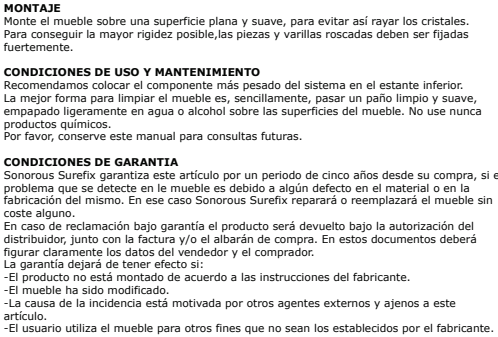 MONTAJE
Monte el mueble sobre una superficie plana y suave, para evitar así rayar los cristales.
Para conseguir la mayor rigidez posible,las piezas y varillas roscadas deben ser fijadas
fuertemente.
CONDICIONES DE USO Y MANTENIMIENTO
Recomendamos colocar el componente más pesado del sistema en el estante inferior.
La mejor forma para limpiar el mueble es, sencillamente, pasar un paño limpio y suave,
empapado ligeramente en agua o alcohol sobre las superficies del mueble. No use nunca
productos químicos.
Por favor, conserve este manual para consultas futuras.
CONDICIONES DE GARANTIA
Sonorous Surefix garantiza este artículo por un periodo de cinco años desde su compra, si e
problema que se detecte en le mueble es debido a algún defecto en el material o en la
fabricación del mismo. En ese caso Sonorous Surefix reparará o reemplazará el mueble sin
coste alguno.
En caso de reclamación bajo garantía el producto será devuelto bajo la autorización del
distribuidor, junto con la factura y/o el albarán de compra. En estos documentos deberá
figurar claramente los datos del vendedor y el comprador.
La garantía dejará de tener efecto si:
-El producto no está montado de acuerdo a las instrucciones del fabricante.
-El mueble ha sido modificado.
-La causa de la incidencia está motivada por otros agentes externos y ajenos a este
artículo.
-El usuario utiliza el mueble para otros fines que no sean los establecidos por el fabricante.